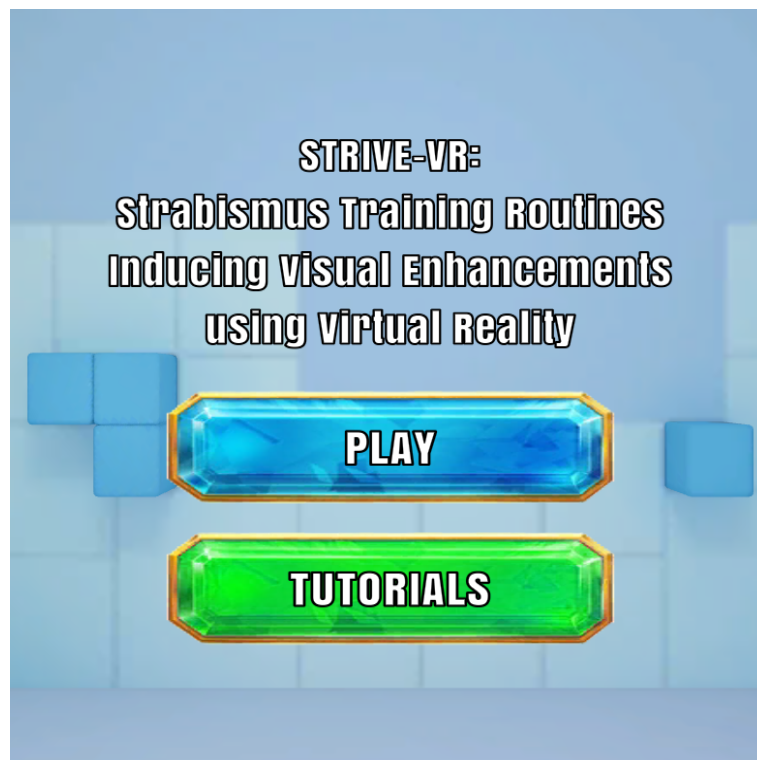 STRIVE-VR:
Strabismus Training Routines
Inducing Visual Enhancements
using Virtual Reality
PLAY
TUTORIALS